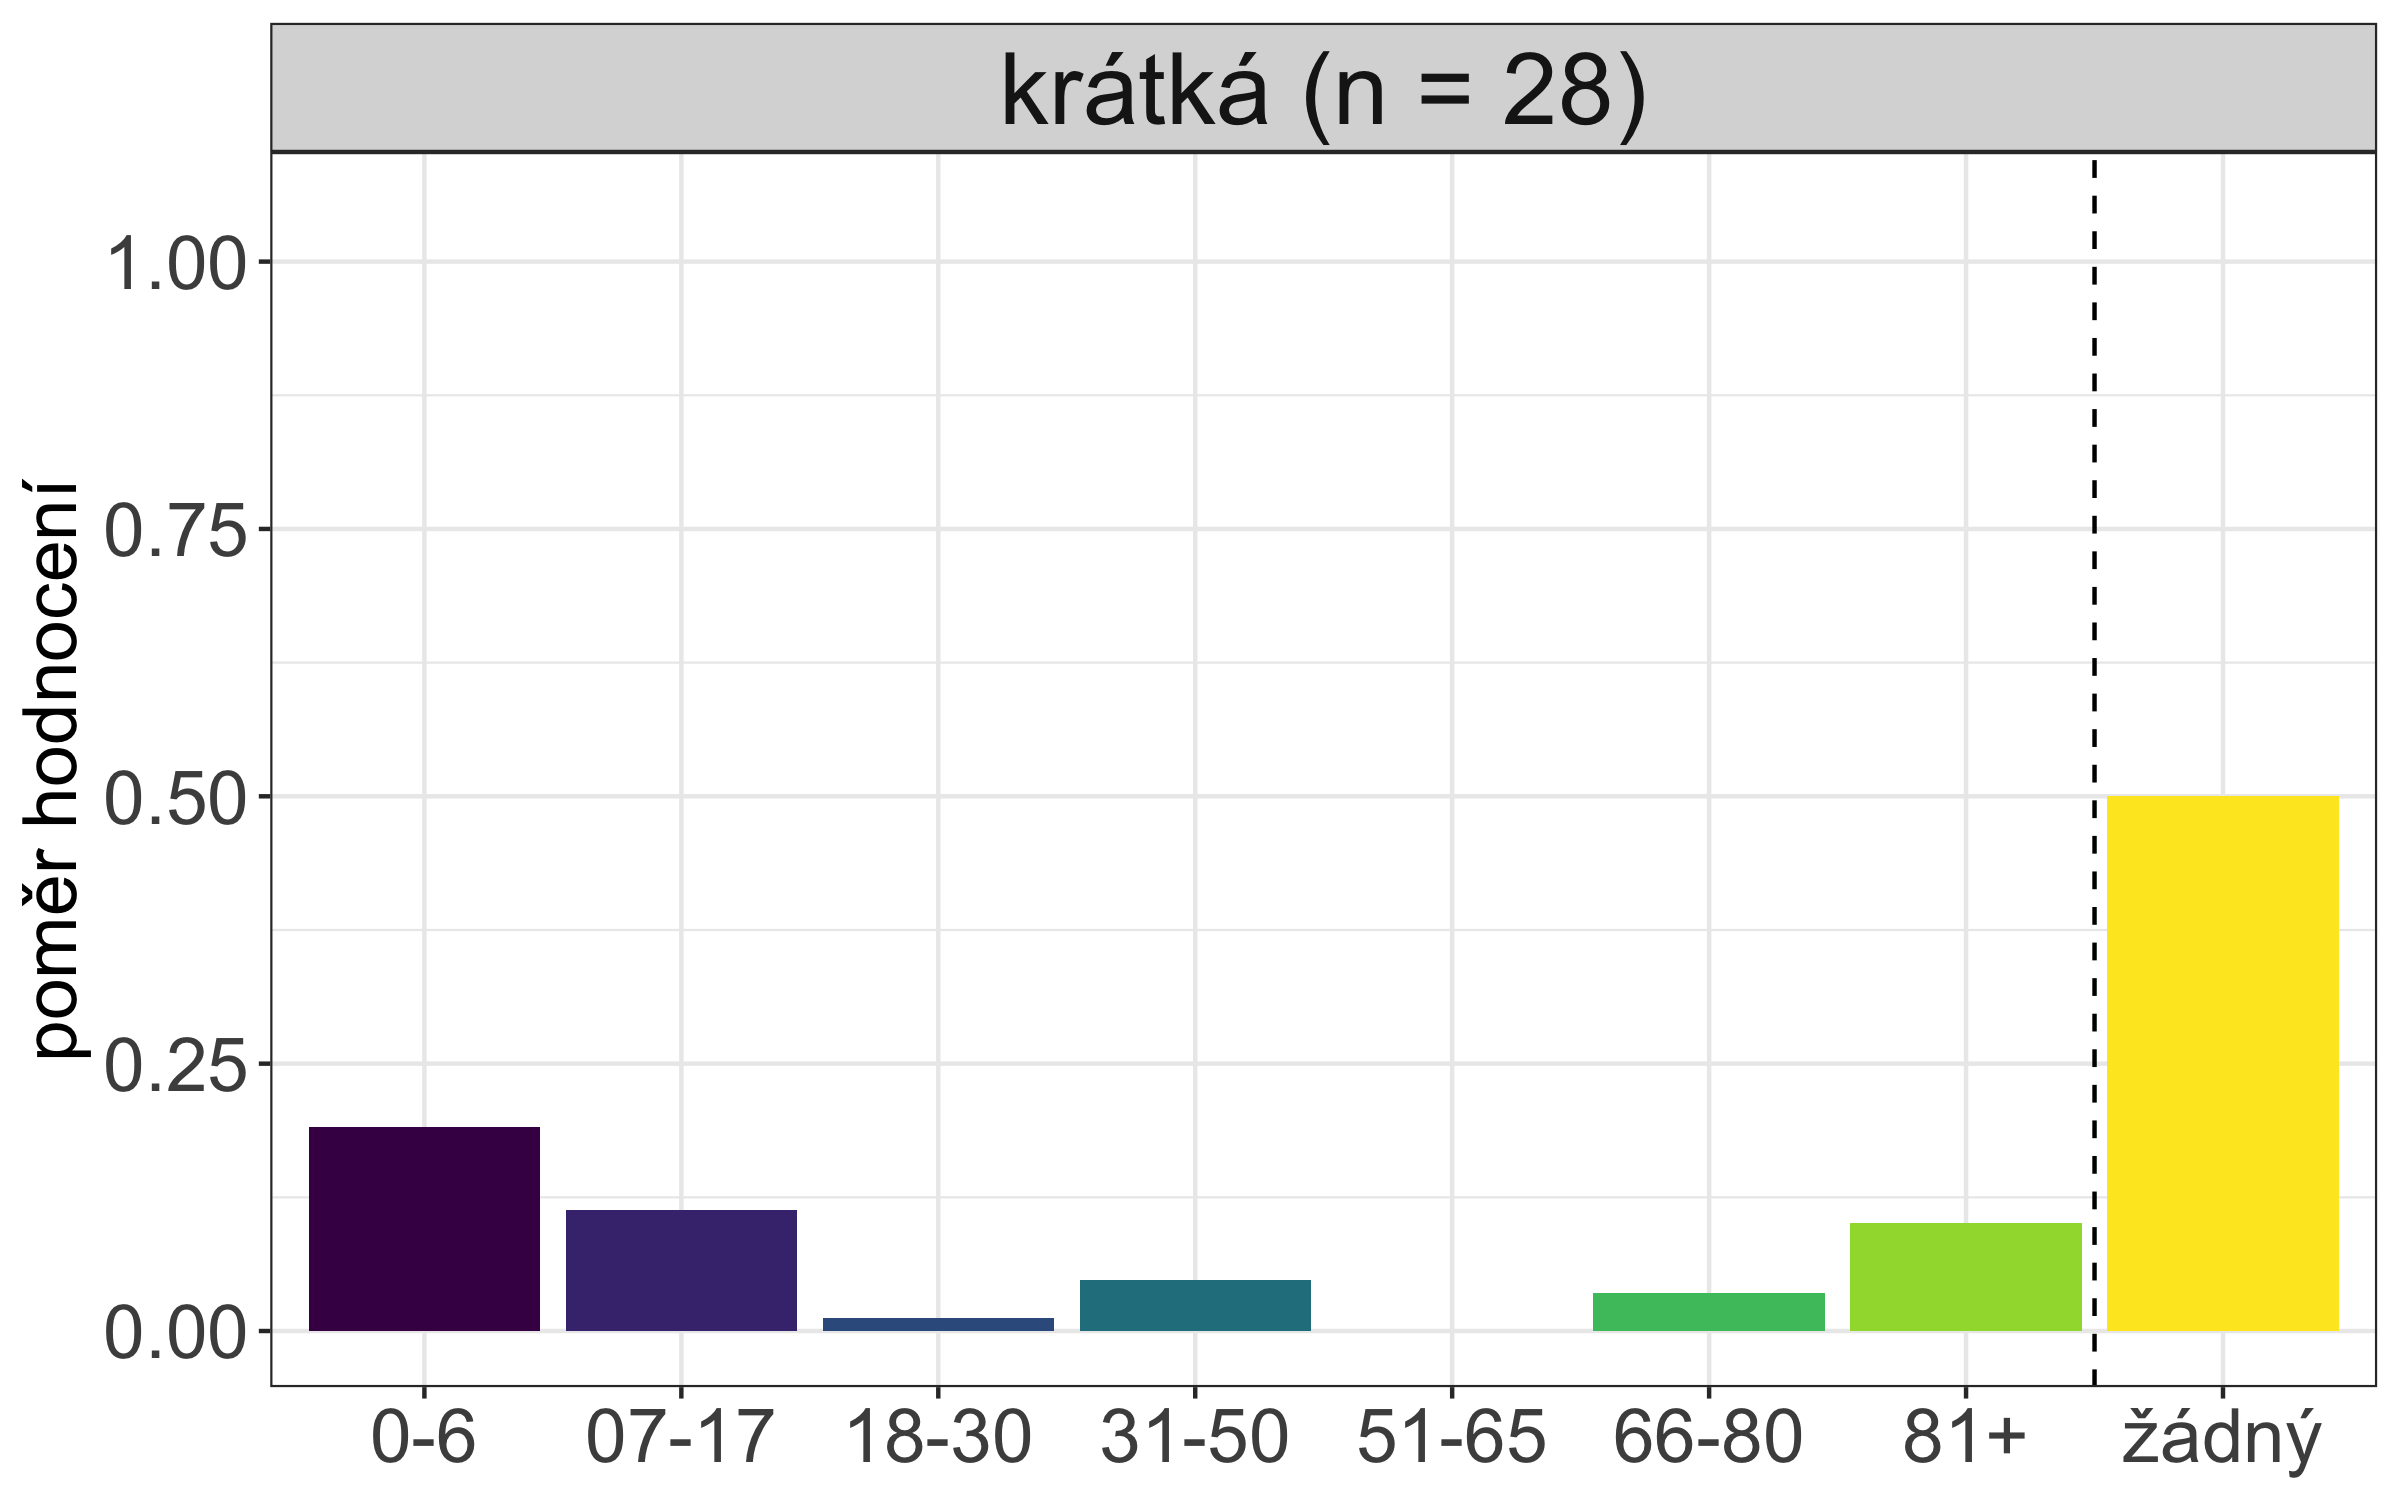 krátká (n = 28)
poměr hodnocení
1.00
0.75
0.50
0.25
0.00
0-6 07-17 18-30 31-50 51-65 66-80 81+ žádný